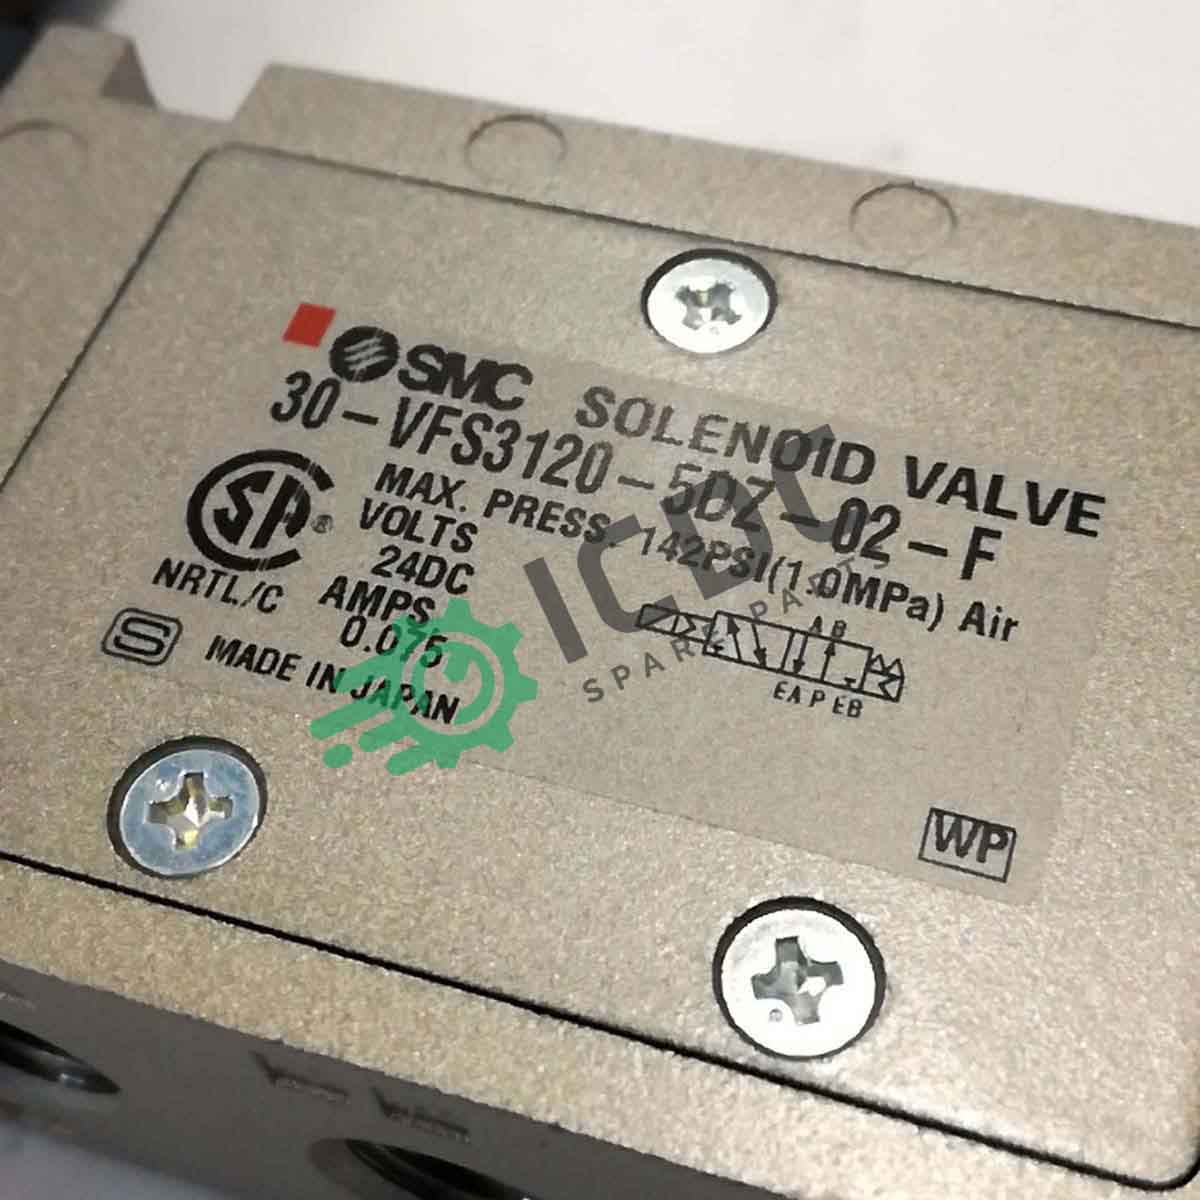 SMC SOLENOID VALVE
30-VFS3120-5DZ-02-F
MAX. PRESS. 142PSI(1.0MPa) Air
VOLTS
24DC
AMPS.
0.075
SA ®
NRTL/C
S MADE IN JAPAN
A B
EA P EB
WP
ICDC
SPARE PARTS